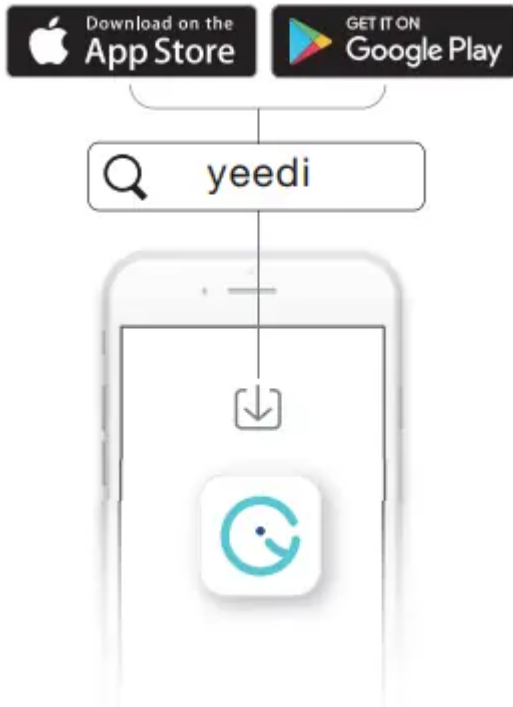 Download on the
App Store
GET IT ON
Google Play
yeedi